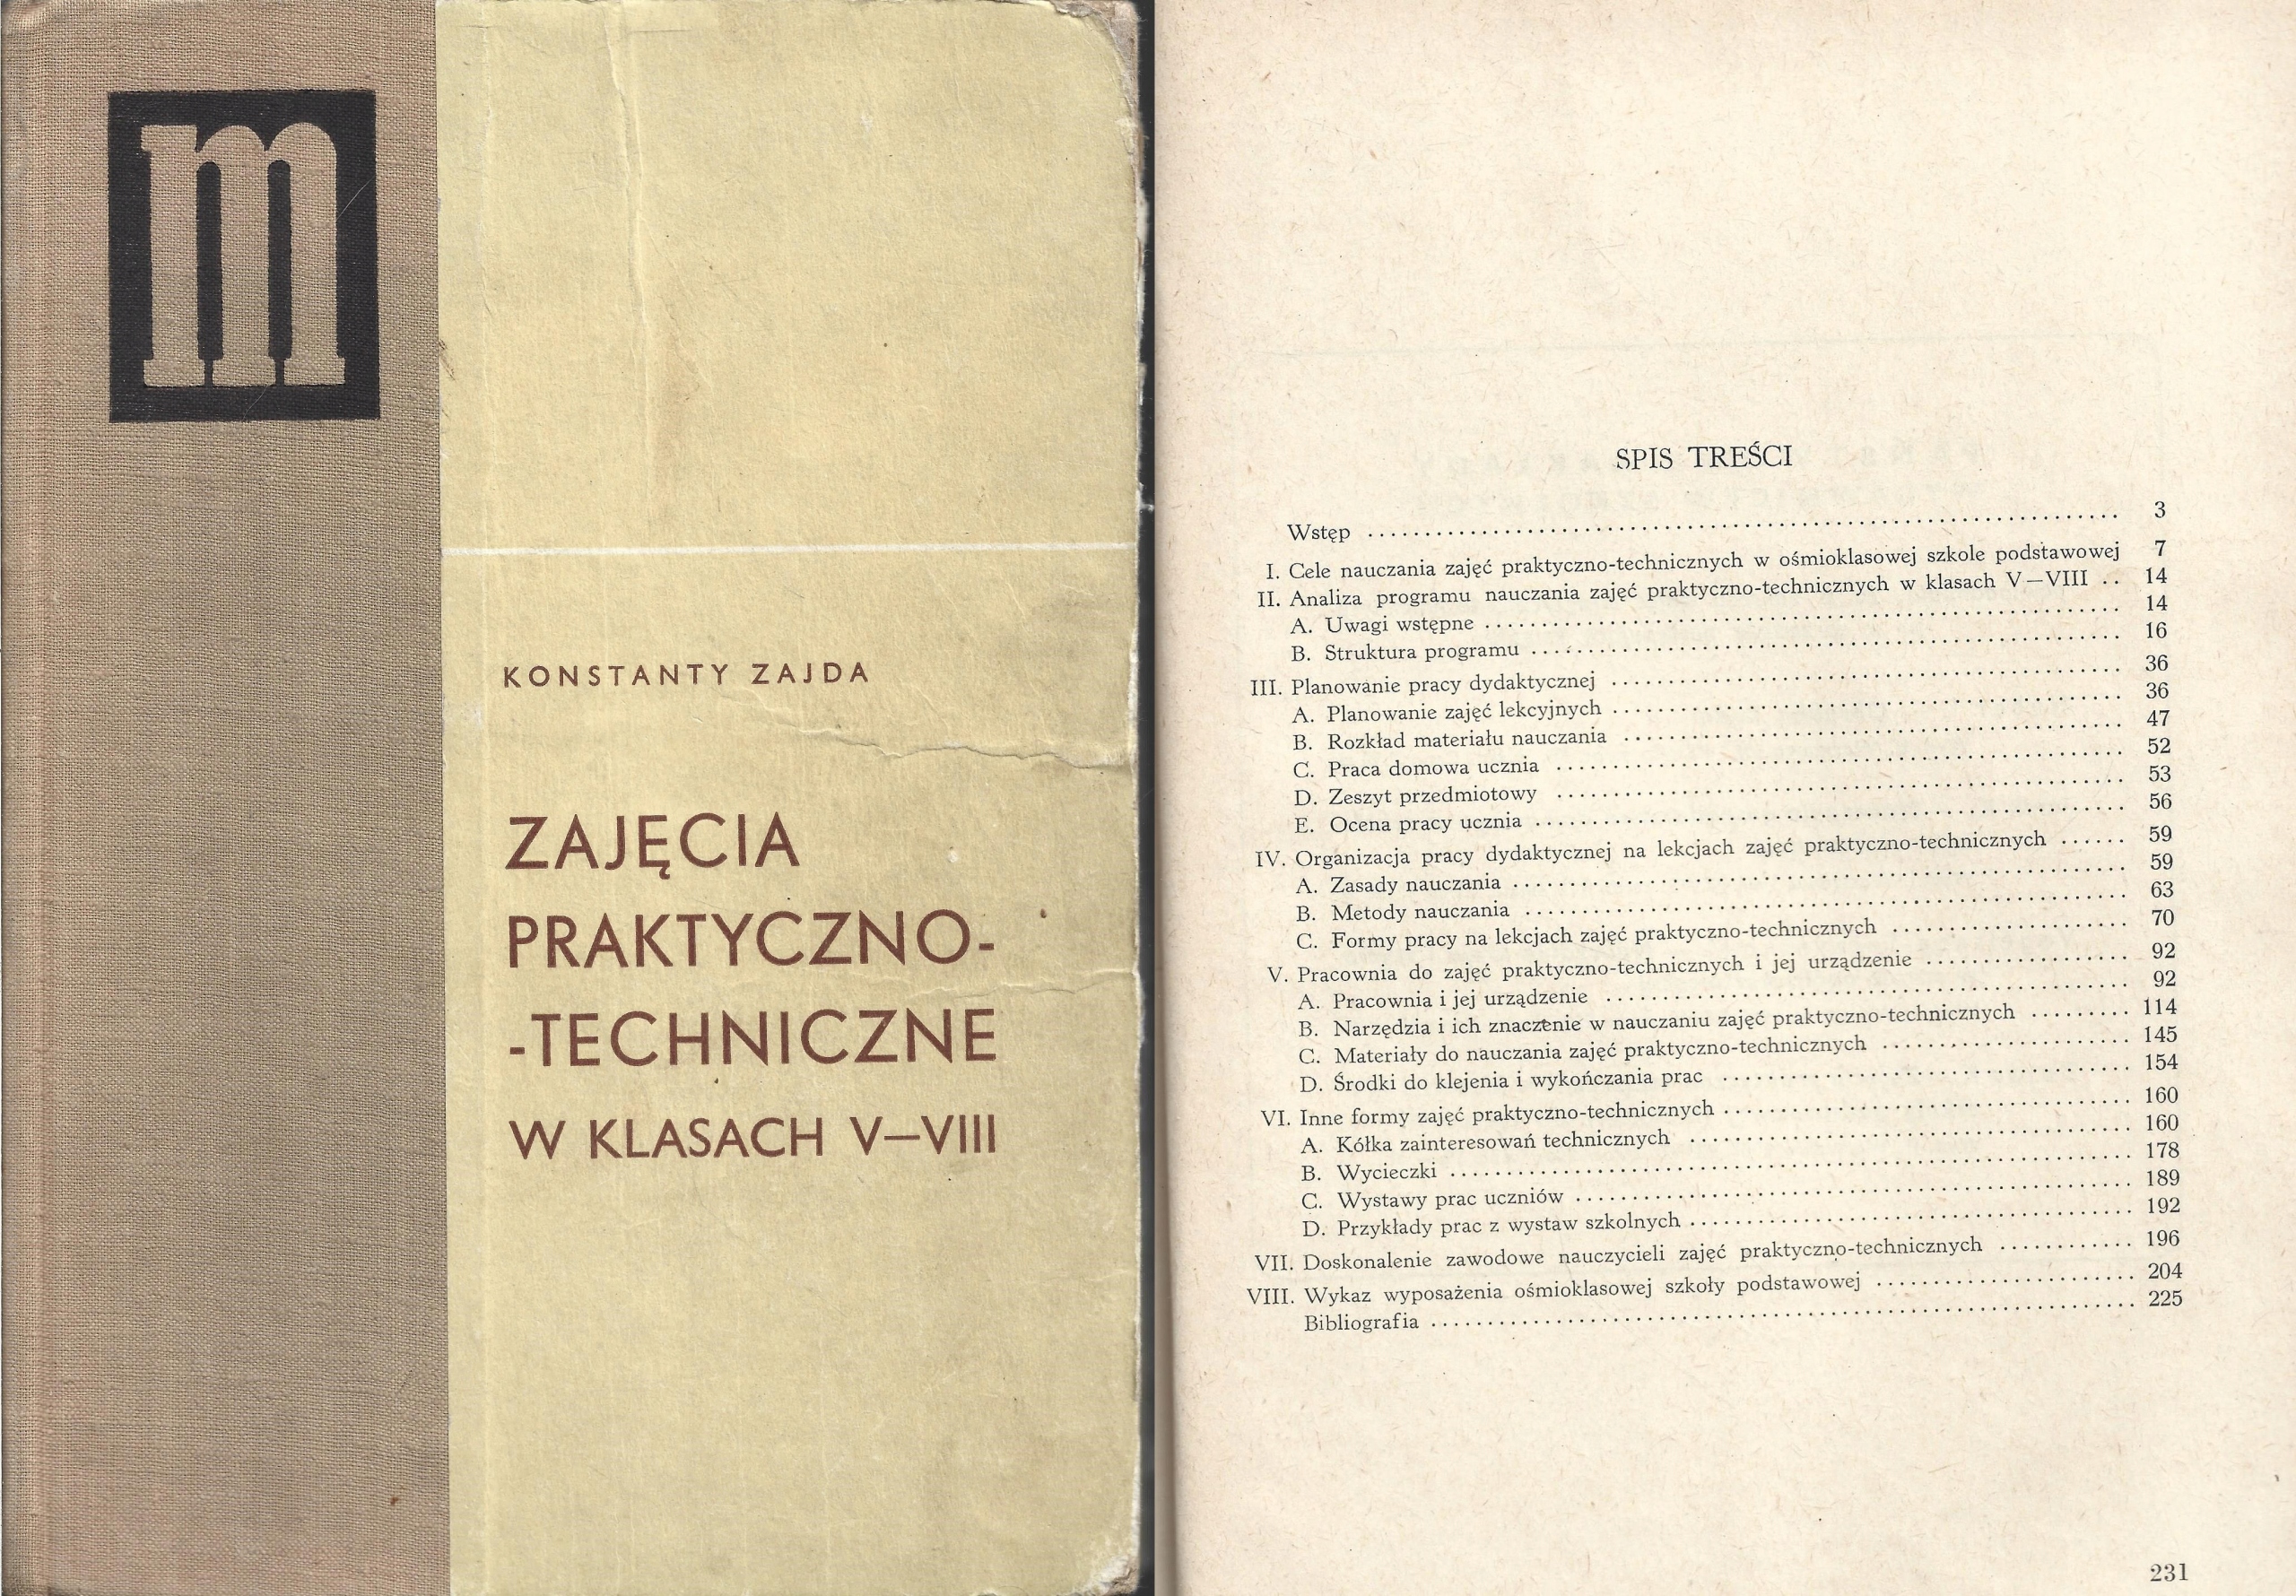 m
KONSTANTY ZAJDA
ZAJĘCIA
PRAKTYCZNO-
-TECHNICZNE
W KLASACH V—VIII
SPIS TREŚCI
Wstęp 3
I. Cele nauczania zajęć praktyczno-technicznych w ośmioklasowej szkole podstawowej 7
II. Analiza programu nauczania zajęć praktyczno-technicznych w klasach V—VIII 14
A. Uwagi wstępne 14
B. Struktura programu 16
III. Planowanie pracy dydaktycznej 36
A. Planowanie zajęć lekcyjnych 36
B. Rozkład materiału nauczania 47
C. Praca domowa ucznia 52
D. Zeszyt przedmiotowy 53
E. Ocena pracy ucznia 56
IV. Organizacja pracy dydaktycznej na lekcjach zajęć praktyczno-technicznych 59
A. Zasady nauczania 59
B. Metody nauczania 63
C. Formy pracy na lekcjach zajęć praktyczno-technicznych 70
V. Pracownia do zajęć praktyczno-technicznych i jej urządzenie 92
A. Pracownia i jej urządzenie 92
B. Narzędzia i ich znaczenie w nauczaniu zajęć praktyczno-technicznych 114
C. Materiały do nauczania zajęć praktyczno-technicznych 145
D. Środki do klejenia i wykończania prac 154
VI. Inne formy zajęć praktyczno-technicznych 160
A. Kółka zainteresowań technicznych 160
B. Wycieczki 178
C. Wystawy prac uczniów 189
D. Przykłady prac z wystaw szkolnych 192
VII. Doskonalenie zawodowe nauczycieli zajęć praktyczno-technicznych 196
VIII. Wykaz wyposażenia ośmioklasowej szkoły podstawowej 204
Bibliografia 225
231